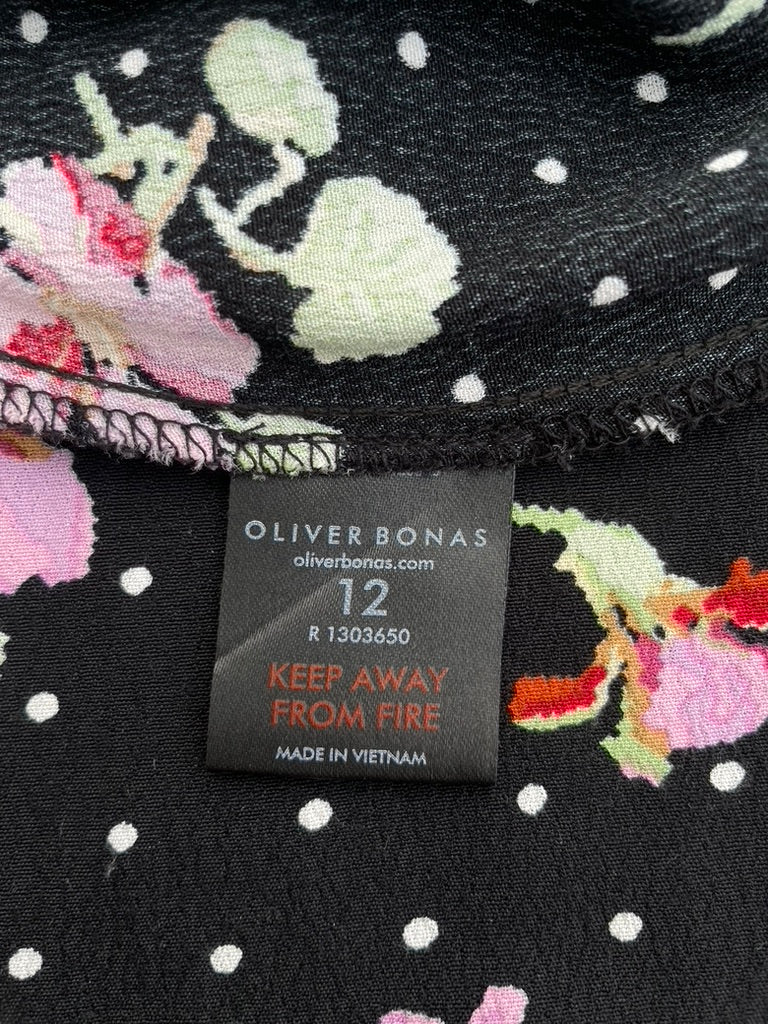 OLIVER BONAS
oliverbonas.com
12
R 1303650
KEEP AWAY
FROM FIRE
MADE IN VIETNAM